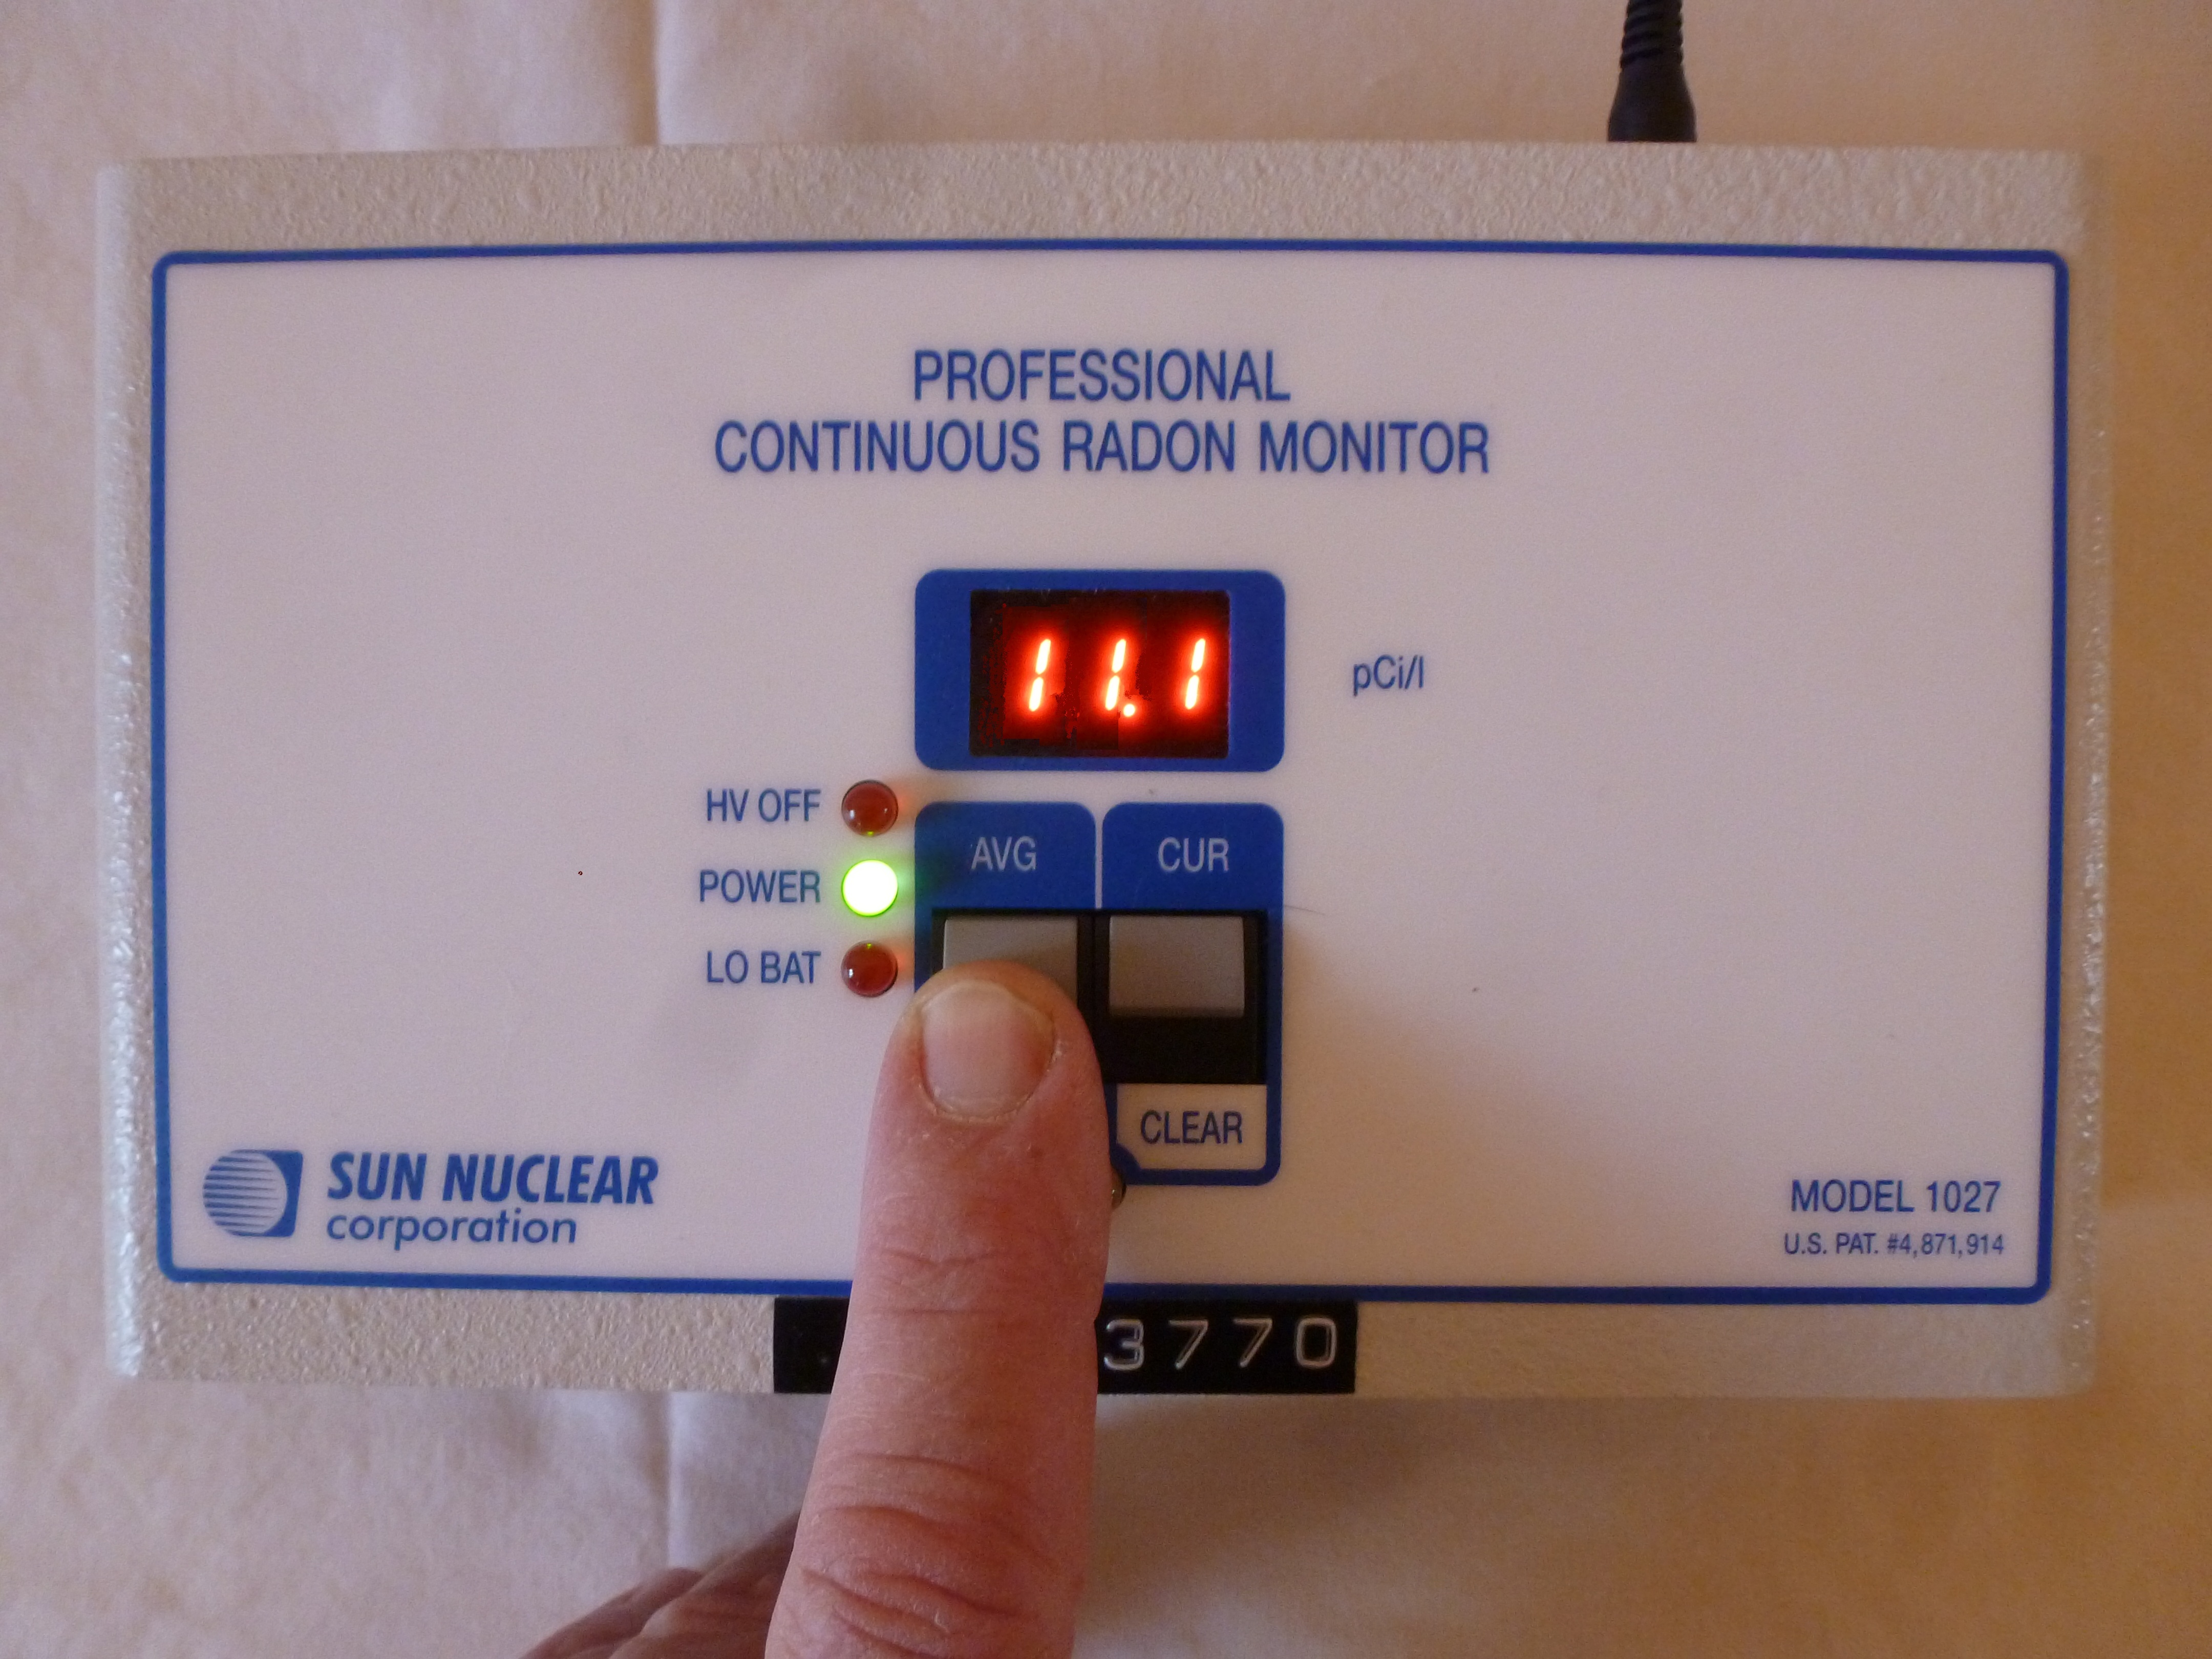 PROFESSIONAL
CONTINUOUS RADON MONITOR
11.1 pCi/l
HV OFF
POWER
LO BAT
AVG CUR
CLEAR
SUN NUCLEAR
corporation
MODEL 1027
U.S. PAT. #4,871,914
3770